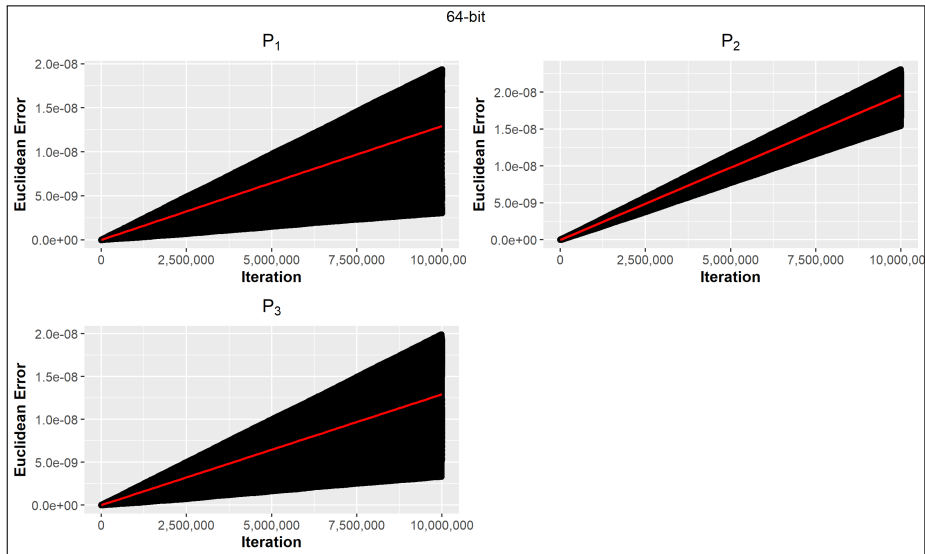 64-bit
P₁
P₂
2.0e-08
1.5e-08
1.0e-08
5.0e-09
0.0e+00
Euclidean Error
0 2,500,000 5,000,000 7,500,000 10,000,00
Iteration
2.0e-08
1.5e-08
1.0e-08
5.0e-09
0.0e+00
Euclidean Error
0 2,500,000 5,000,000 7,500,000 10,000,00
Iteration
P₃
2.0e-08
1.5e-08
1.0e-08
5.0e-09
0.0e+00
Euclidean Error
0 2,500,000 5,000,000 7,500,000 10,000,00
Iteration